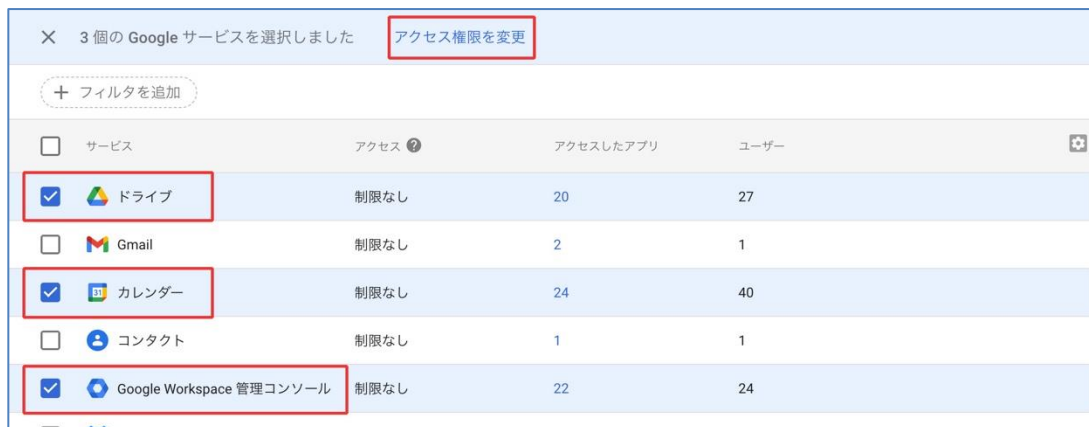 3 個の Google サービスを選択しました アクセス権限を変更
フィルタを追加
サービス アクセス アクセスしたアプリ ユーザー
ドライブ 制限なし 20 27
Gmail 制限なし 2 1
31 カレンダー 制限なし 24 40
コンタクト 制限なし 1 1
Google Workspace 管理コンソール 制限なし 22 24